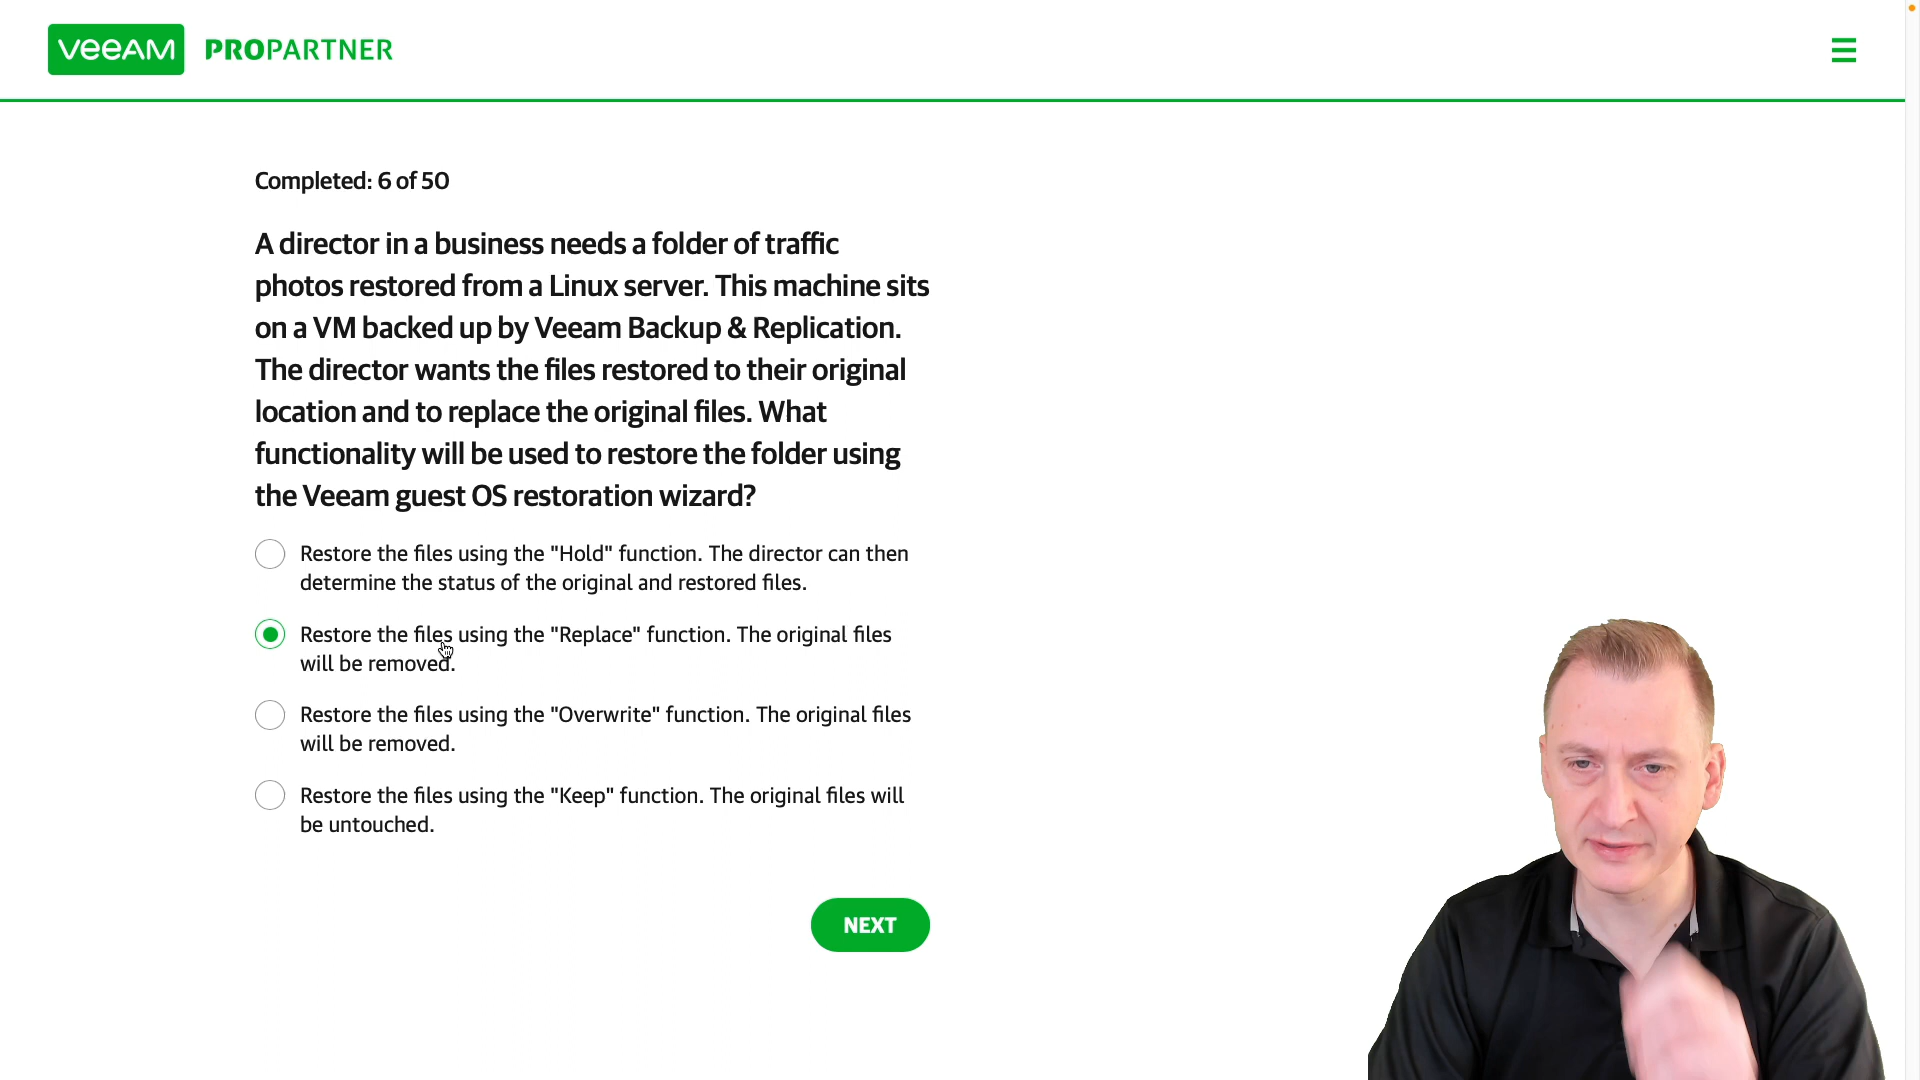 veeAM PROPARTNER
Completed: 6 of 50
A director in a business needs a folder of traffic
photos restored from a Linux server. This machine sits
on a VM backed up by Veeam Backup & Replication.
The director wants the files restored to their original
location and to replace the original files. What
functionality will be used to restore the folder using
the Veeam guest OS restoration wizard?
Restore the files using the "Hold" function. The director can then
determine the status of the original and restored files.
Restore the files using the "Replace" function. The original files
will be removed.
Restore the files using the "Overwrite" function. The original files
will be removed.
Restore the files using the "Keep" function. The original files will
be untouched.
NEXT